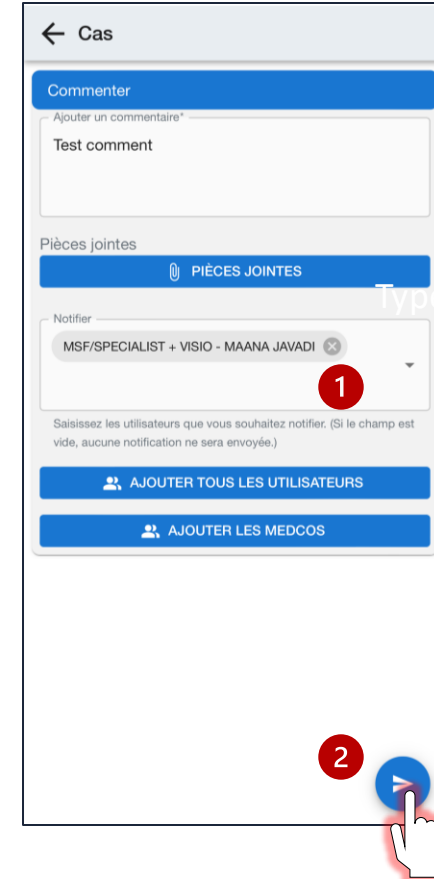 Cas
Commenter
Ajouter un commentaire*
Test comment
Pièces jointes
PIÈCES JOINTES
Type
Notifier
MSF/SPECIALIST + VISIO - MAANA JAVADI
1
Saisissez les utilisateurs que vous souhaitez notifier. (Si le champ est
vide, aucune notification ne sera envoyée.)
AJOUTER TOUS LES UTILISATEURS
AJOUTER LES MEDCOS
2